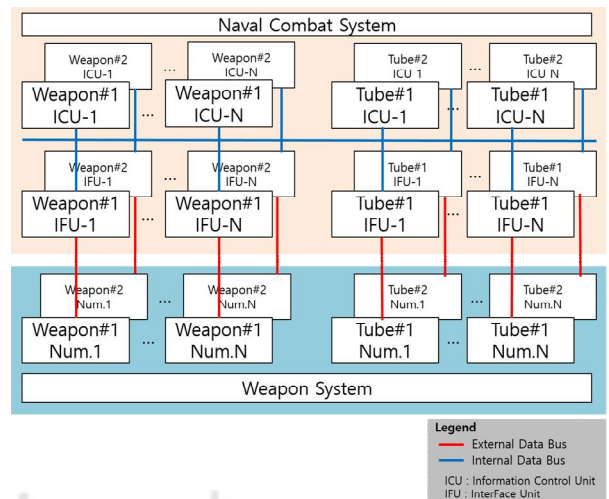 Naval Combat System
Weapon#2 ... Weapon#2 Tube#2 ... Tube#2
ICU-1 ICU-N ICU-1 ICU-N
Weapon#1 ... Weapon#1 ... Tube#1 ... Tube#1
ICU-1 ICU-N ICU-1 ICU-N
Weapon#2 ... Weapon#2 Tube#1 ... Tube#1
IFU-1 IFU-N IFU-1 IFU-N
Weapon#1 ... Weapon#1 ... Tube#1 ... Tube#1
IFU-1 IFU-N IFU-1 IFU-N
Weapon#2 ... Weapon#2 Tube#2 ... Tube#2
Num.1 Num.N Num.1 Num.N
Weapon#1 ... Weapon#1 ... Tube#1 ... Tube#1
Num.1 Num.N Num.1 Num.N
Weapon System
Legend
External Data Bus
Internal Data Bus
ICU : Information Control Unit
IFU : InterFace Unit